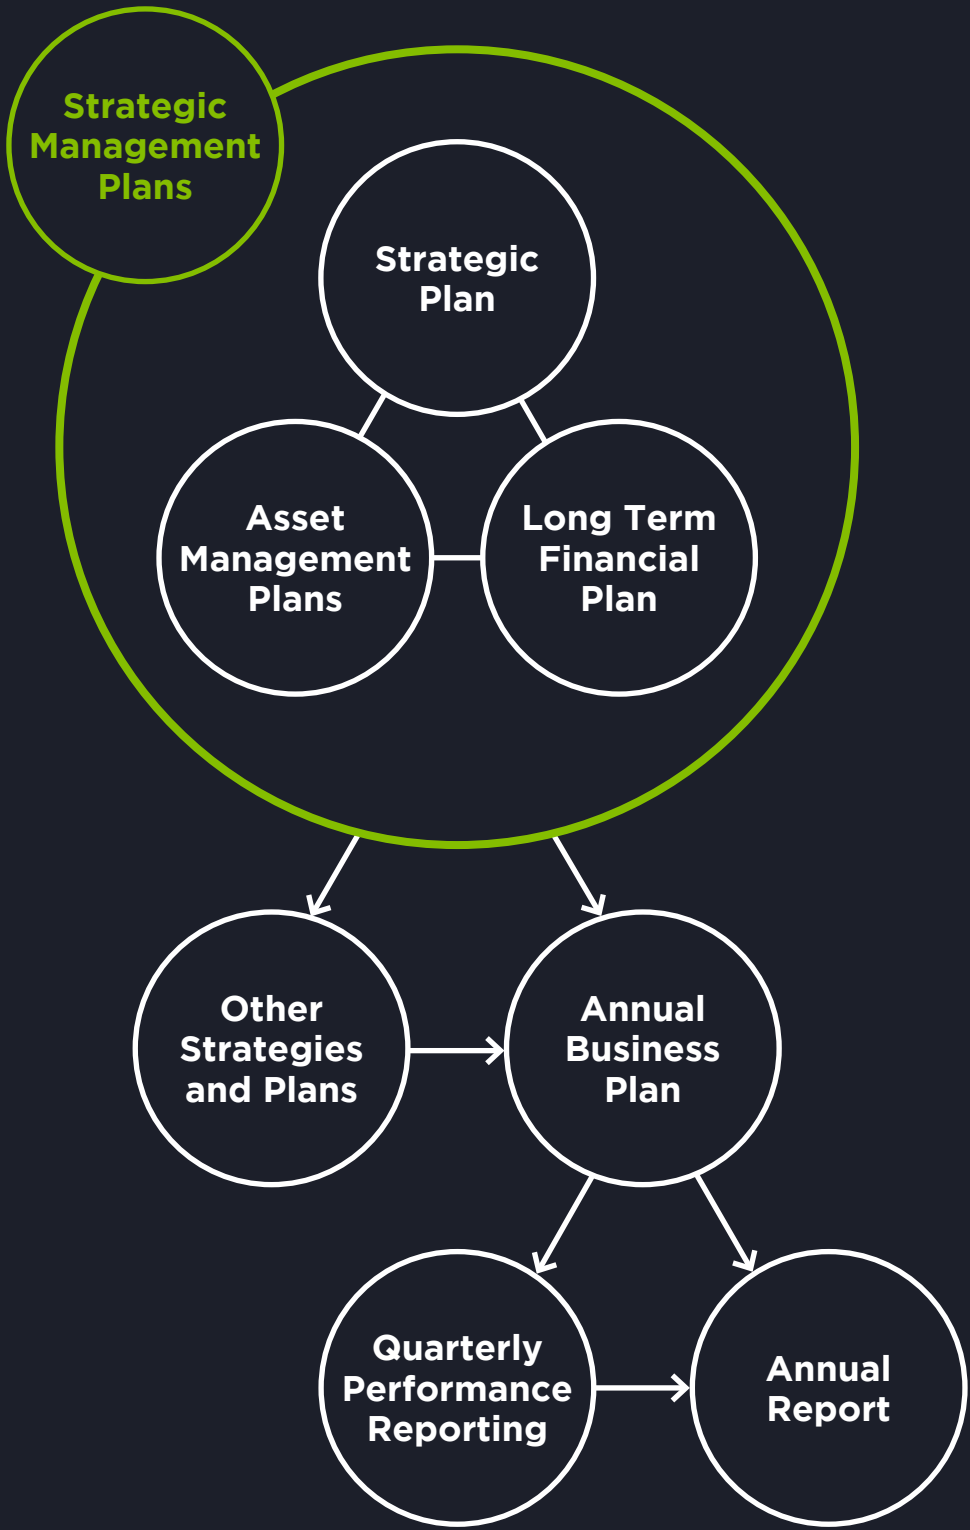 Strategic
Management
Plans
Strategic
Plan
Asset
Management
Plans
Long Term
Financial
Plan
Other
Strategies
and Plans
Annual
Business
Plan
Quarterly
Performance
Reporting
Annual
Report